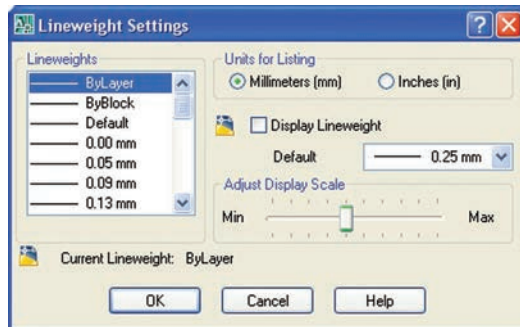 Lineweight Settings
Lineweights
ByLayer
ByBlock
Default
0.00 mm
0.05 mm
0.09 mm
0.13 mm
Units for Listing
Millimeters (mm)
Inches (in)
Display Lineweight
Default
0.25 mm
Adjust Display Scale
Min
Max
Current Lineweight: ByLayer
OK
Cancel
Help